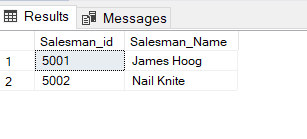 Results Messages
Salesman_id Salesman_Name
1 5001 James Hoog
2 5002 Nail Knite